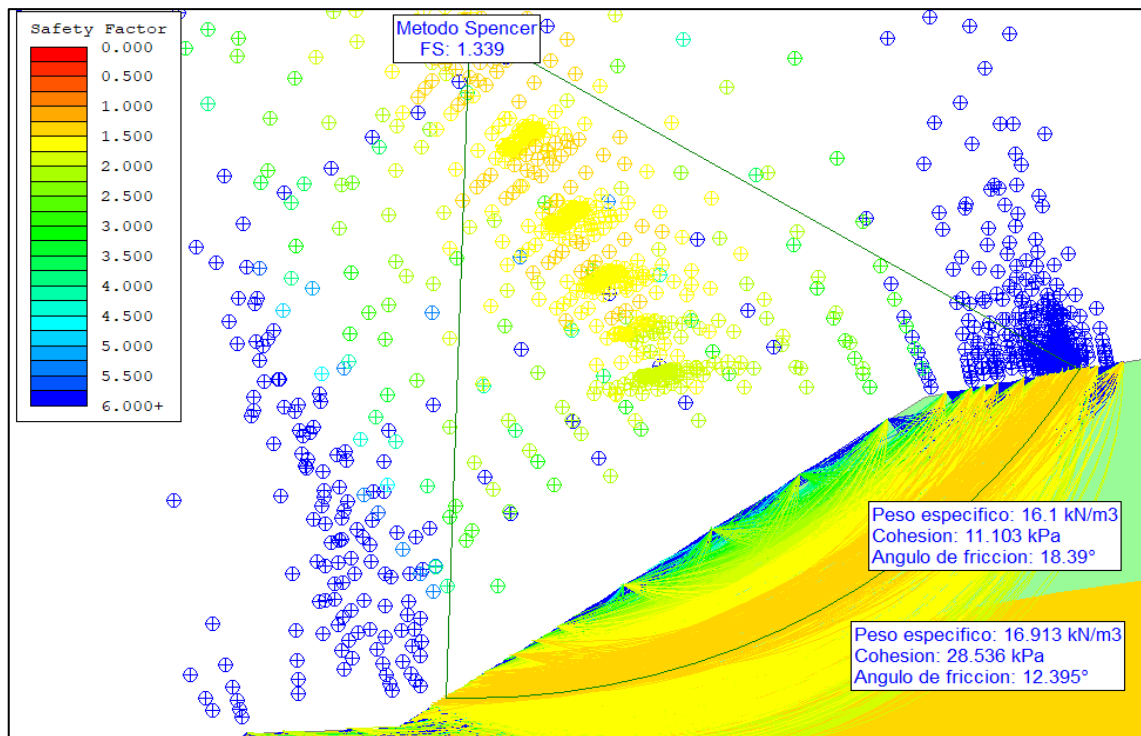 Safety Factor
0.000
0.500
1.000
1.500
2.000
2.500
3.000
3.500
4.000
4.500
5.000
5.500
6.000+
Metodo Spencer
FS: 1.339
Peso especifico: 16.1 kN/m3
Cohesion: 11.103 kPa
Angulo de friccion: 18.39°
Peso especifico: 16.913 kN/m3
Cohesion: 28.536 kPa
Angulo de friccion: 12.395°